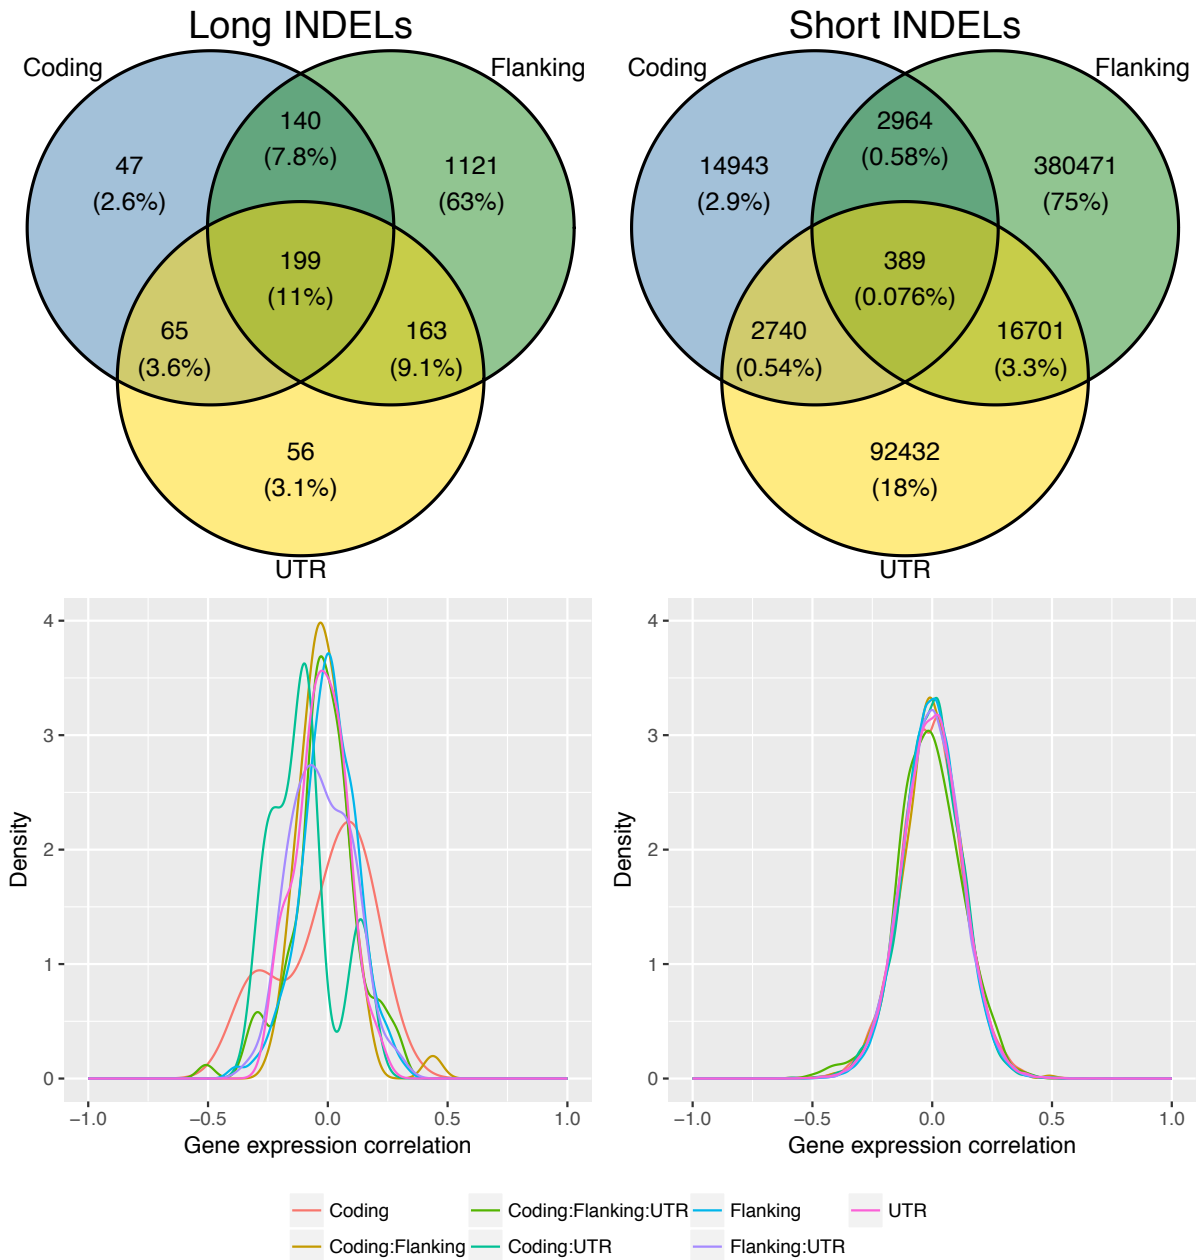 Long INDELs
Short INDELs
Coding
Flanking
Coding
Flanking
140
(7.8%)
47
(2.6%)
1121
(63%)
199
(11%)
65
(3.6%)
163
(9.1%)
56
(3.1%)
UTR
2964
(0.58%)
14943
(2.9%)
380471
(75%)
389
(0.076%)
2740
(0.54%)
16701
(3.3%)
92432
(18%)
UTR
Density
4
3
2
1
0
−1.0
−0.5
0.0
0.5
1.0
Gene expression correlation
Density
4
3
2
1
0
−1.0
−0.5
0.0
0.5
1.0
Gene expression correlation
Coding
Coding:Flanking:UTR
Flanking
UTR
Coding:Flanking
Coding:UTR
Flanking:UTR